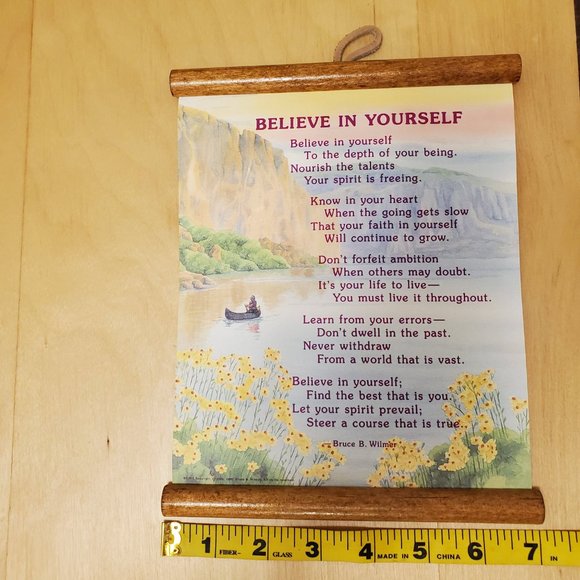 BELIEVE IN YOURSELF
Believe in yourself
To the depth of your being.
Nourish the talents
Your spirit is freeing.
Know in your heart
When the going gets slow
That your faith in yourself
Will continue to grow.
Don't forfeit ambition
When others may doubt.
It's your life to live—
You must live it throughout.
Learn from your errors—
Don't dwell in the past.
Never withdraw
From a world that is vast.
Believe in yourself;
Find the best that is you.
Let your spirit prevail;
Steer a course that is true.
Bruce B. Wilmer
1 FIBER- 2 GLASS 3 4 MADE IN 5 CHINA 6 7 IN